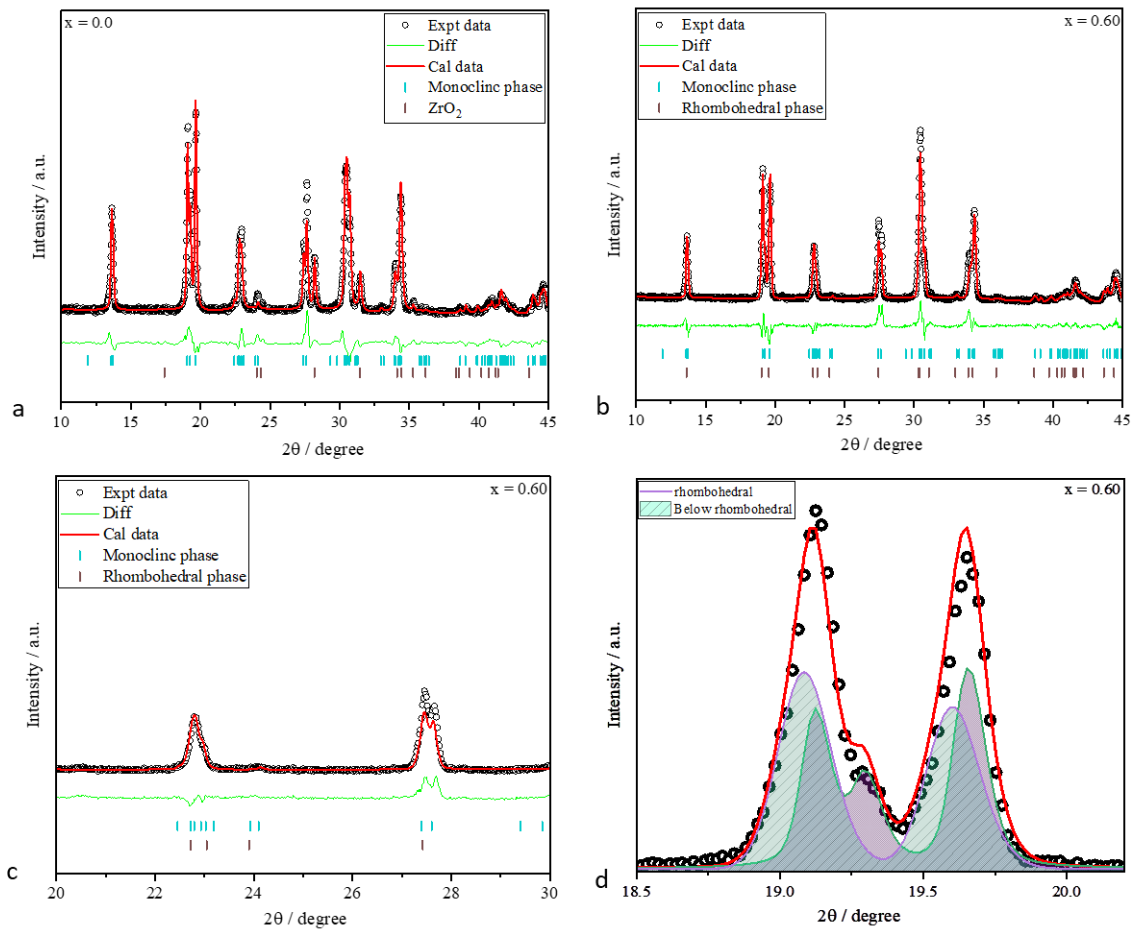 x = 0.0
Expt data
Diff
Cal data
Monoclinc phase
ZrO2
Intensity / a.u.
10 15 20 25 30 35 40 45
2θ / degree
a
x = 0.60
Expt data
Diff
Cal data
Monoclinc phase
Rhombohedral phase
Intensity / a.u.
10 15 20 25 30 35 40 45
2θ / degree
b
x = 0.60
Expt data
Diff
Cal data
Monoclinc phase
Rhombohedral phase
Intensity / a.u.
20 22 24 26 28 30
2θ / degree
c
x = 0.60
rhombohedral
Below rhombohedral
Intensity / a.u.
18.5 19.0 19.5 20.0
2θ / degree
d